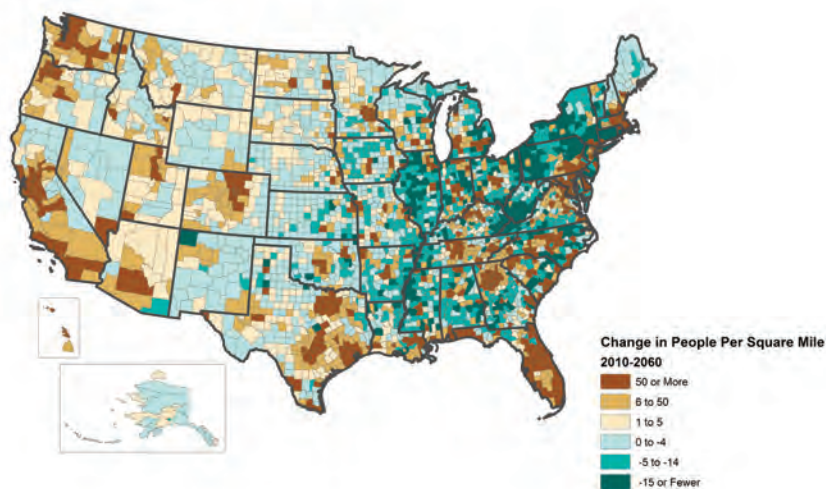 Change in People Per Square Mile
2010-2060
50 or More
6 to 50
1 to 5
0 to -4
-5 to -14
-15 or Fewer